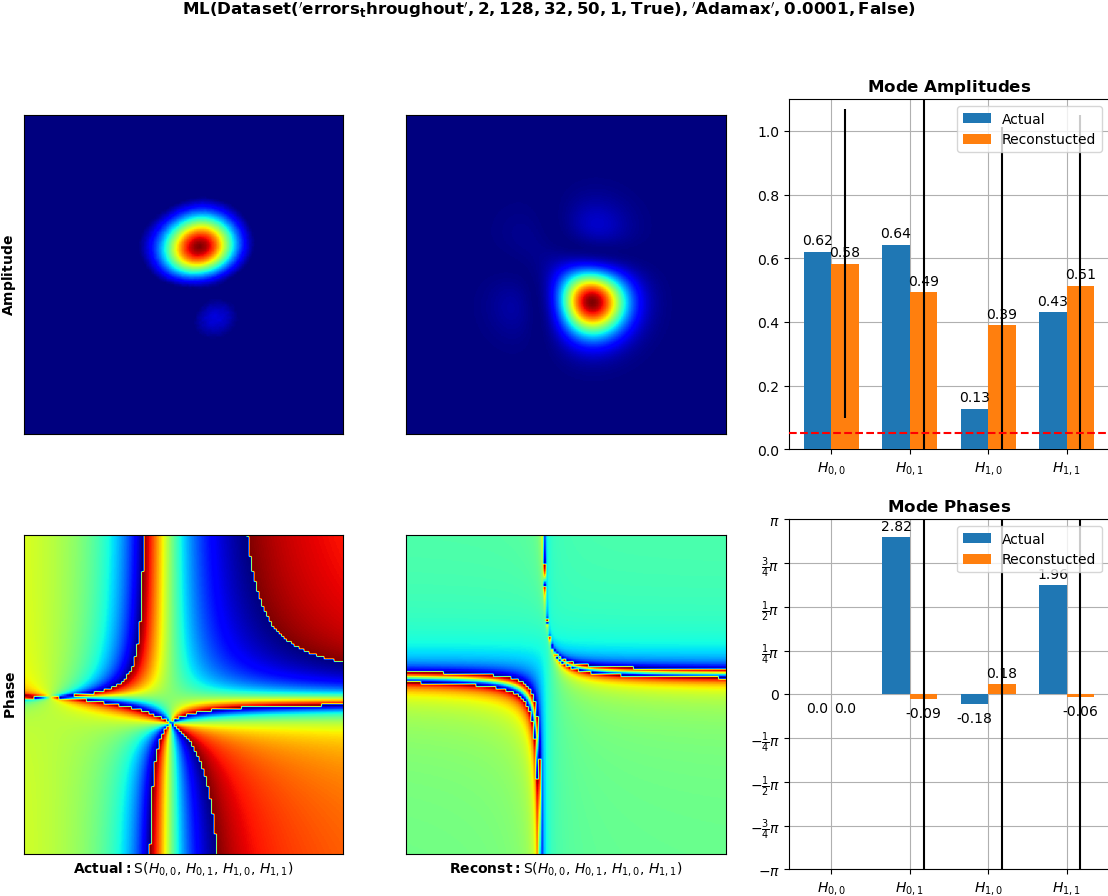 ML(Dataset('errors_throughout', 2, 128, 32, 50, 1, True), 'Adamax', 0.0001, False)
Mode Amplitudes
Amplitude
1.0
0.8
0.6
0.4
0.2
0.0
Actual
Reconstucted
0.62
0.58
0.64
0.49
0.13
0.39
0.43
0.51
H0,0
H0,1
H1,0
H1,1
Mode Phases
Phase
π
3/4π
1/2π
1/4π
0
−1/4π
−1/2π
−3/4π
−π
Actual
Reconstucted
0.0
0.0
2.82
-0.09
-0.18
0.18
1.96
-0.06
H0,0
H0,1
H1,0
H1,1
Actual: S(H0,0, H0,1, H1,0, H1,1)
Reconst: S(H0,0, H0,1, H1,0, H1,1)